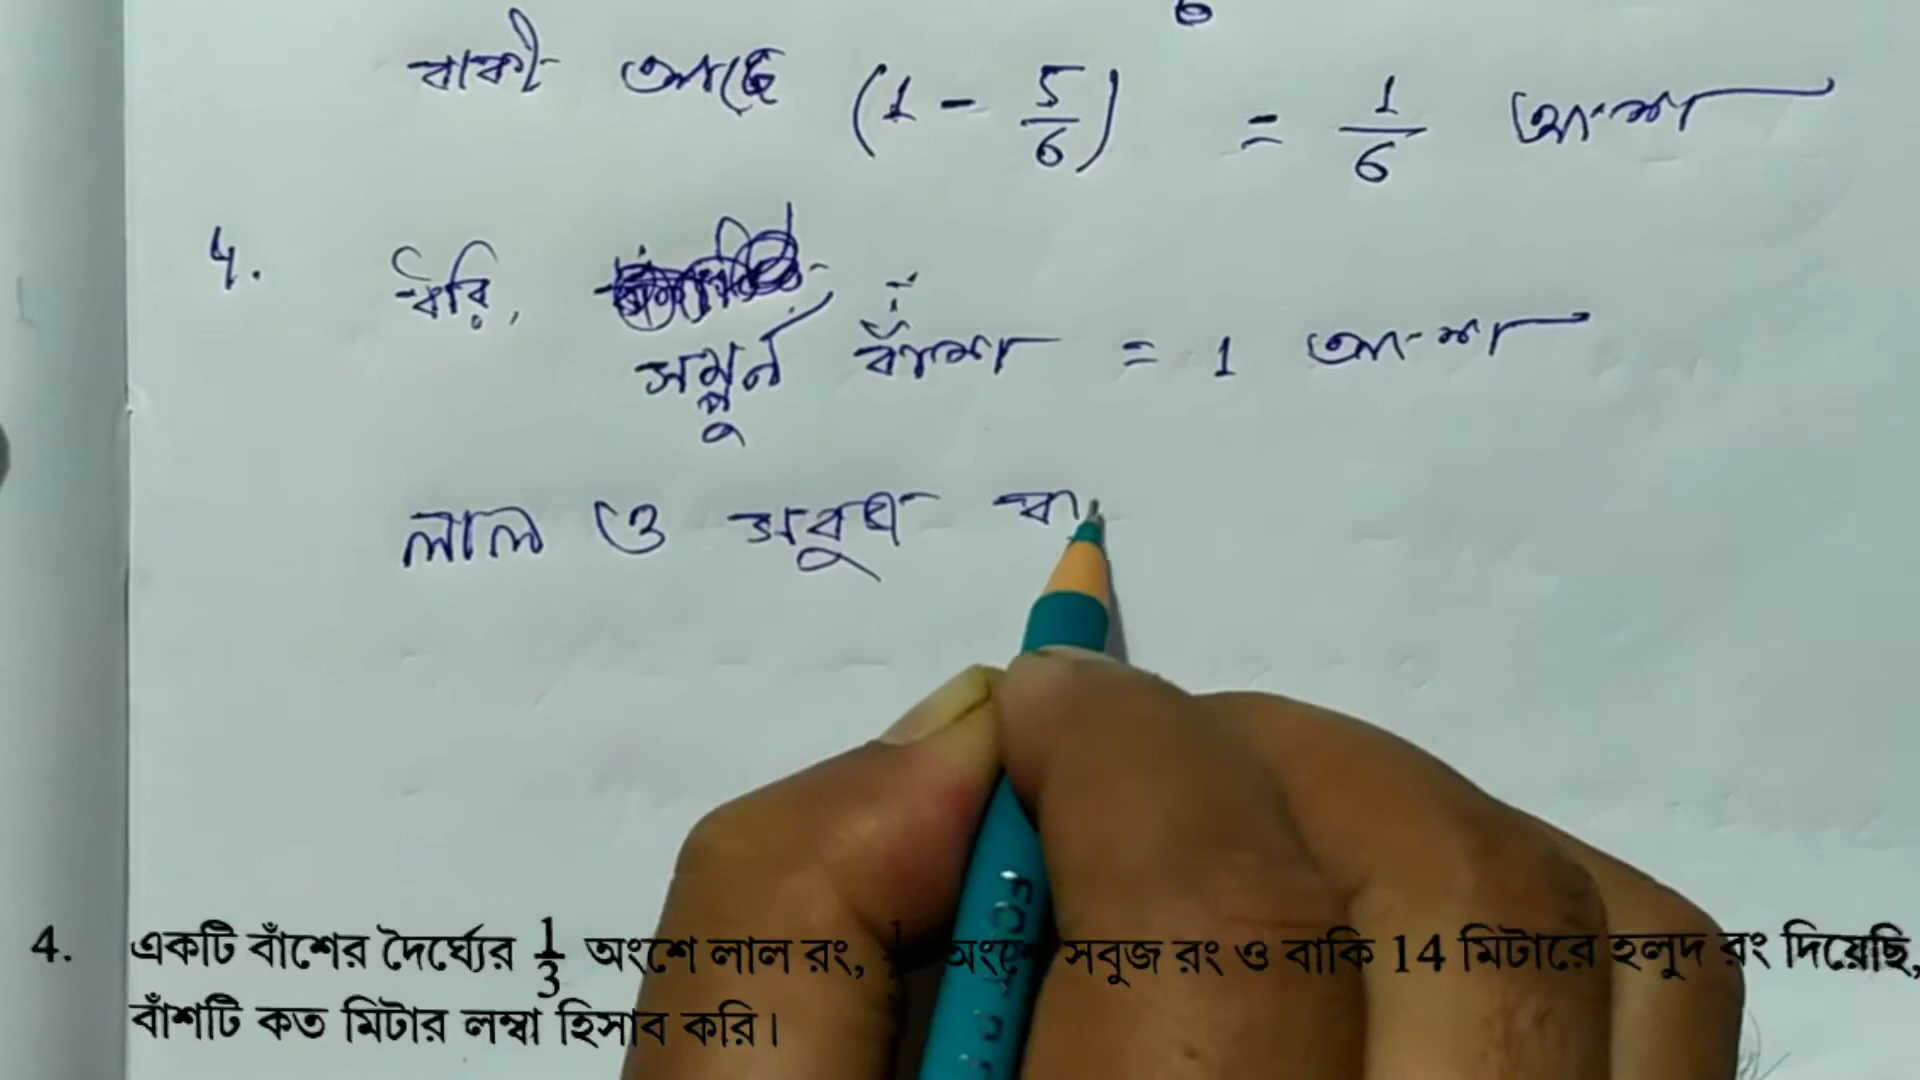 6
বাকী আছে (1 - 5/6) = 1/6 অংশ
4. ধরি,
সম্পুর্ন বাঁশ = 1 অংশ
লাল ও সবুজ
4. একটি বাঁশের দৈর্ঘ্যের 1/3 অংশে লাল রং, অংশে সবুজ রং ও বাকি 14 মিটারে হলুদ রং দিয়েছি,
বাঁশটি কত মিটার লম্বা হিসাব করি।